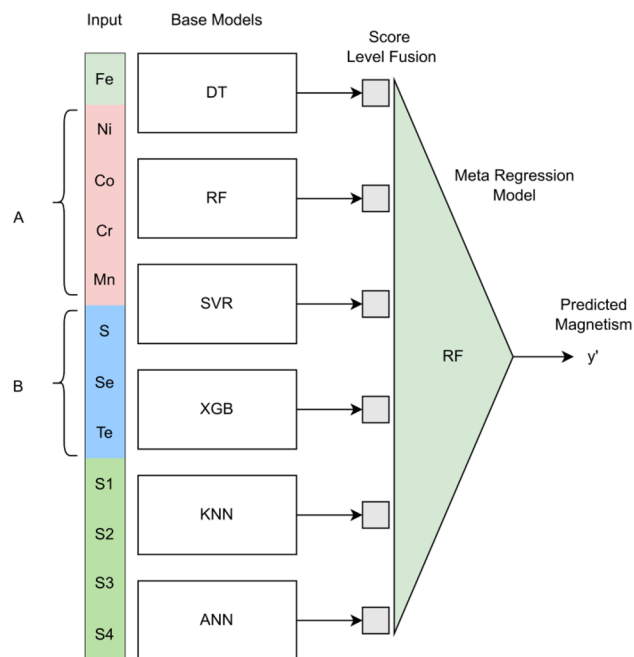 Input
Base Models
Score
Level Fusion
Fe
DT
Ni
Co
RF
Meta Regression
Model
A
Cr
Mn
SVR
Predicted
Magnetism
S
RF
y'
B
Se
XGB
Te
S1
KNN
S2
S3
ANN
S4